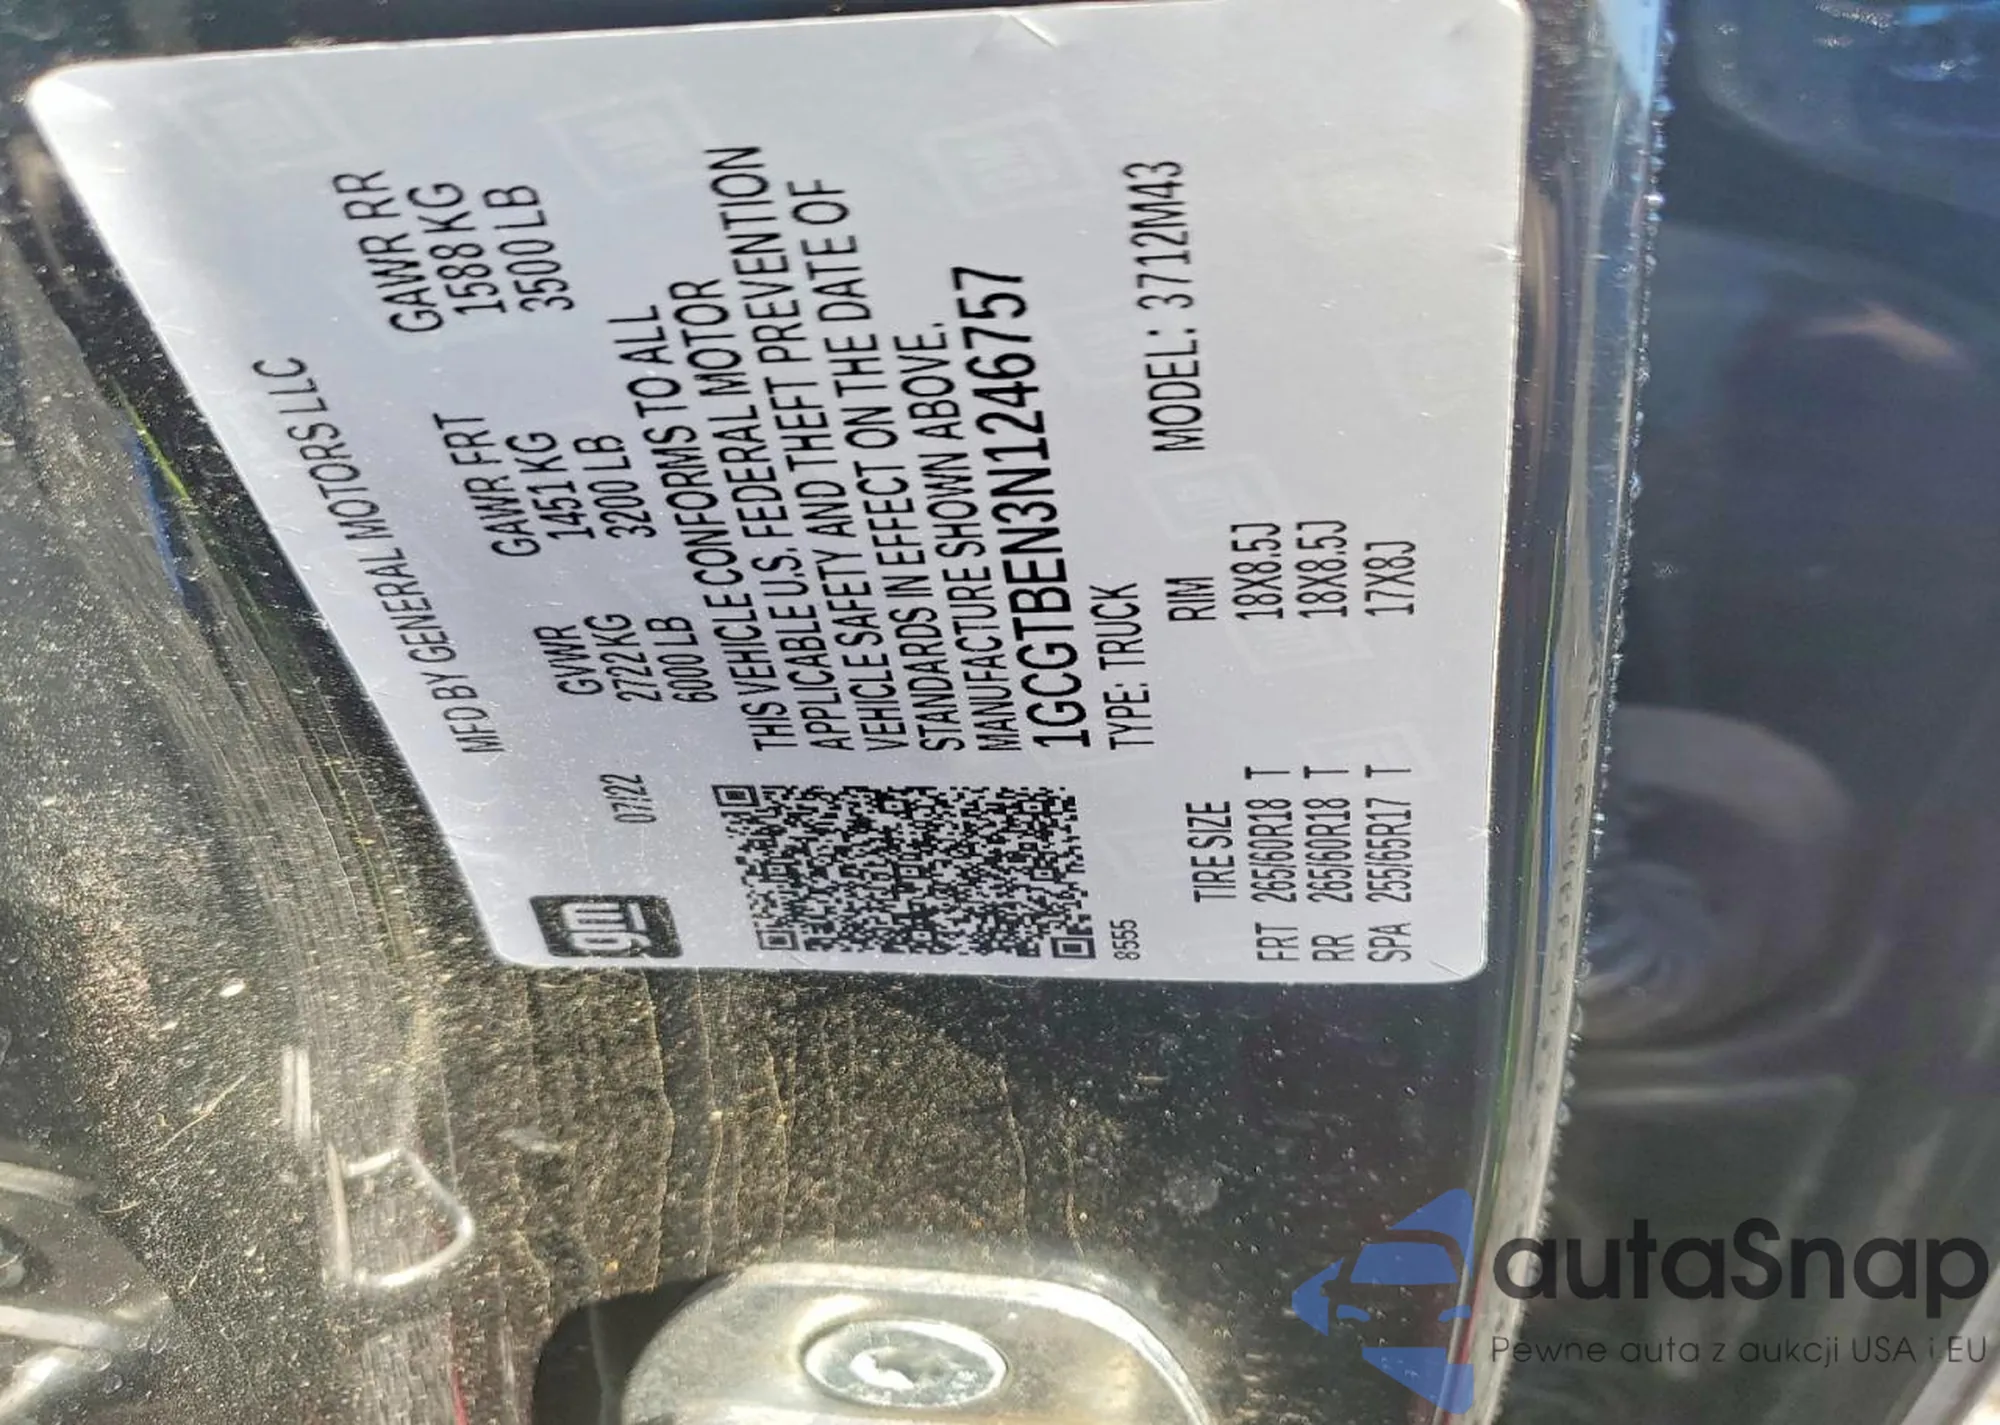 MFD BY GENERAL MOTORS LLC
gm
07/22
GVWR GAWR FRT GAWR RR
2722 KG 1451 KG 1588 KG
6000 LB 3200 LB 3500 LB
THIS VEHICLE CONFORMS TO ALL
APPLICABLE U.S. FEDERAL MOTOR
VEHICLE SAFETY AND THEFT PREVENTION
STANDARDS IN EFFECT ON THE DATE OF
MANUFACTURE SHOWN ABOVE.
1GCGTBEN3N1246757
8555
TYPE: TRUCK
MODEL: 3712M43
TIRE SIZE RIM
FRT 265/60R18 T 18X8.5J
RR 265/60R18 T 18X8.5J
SPA 255/65R17 T 17X8J
autaSnap
Pewne auta z aukcji USA i EU